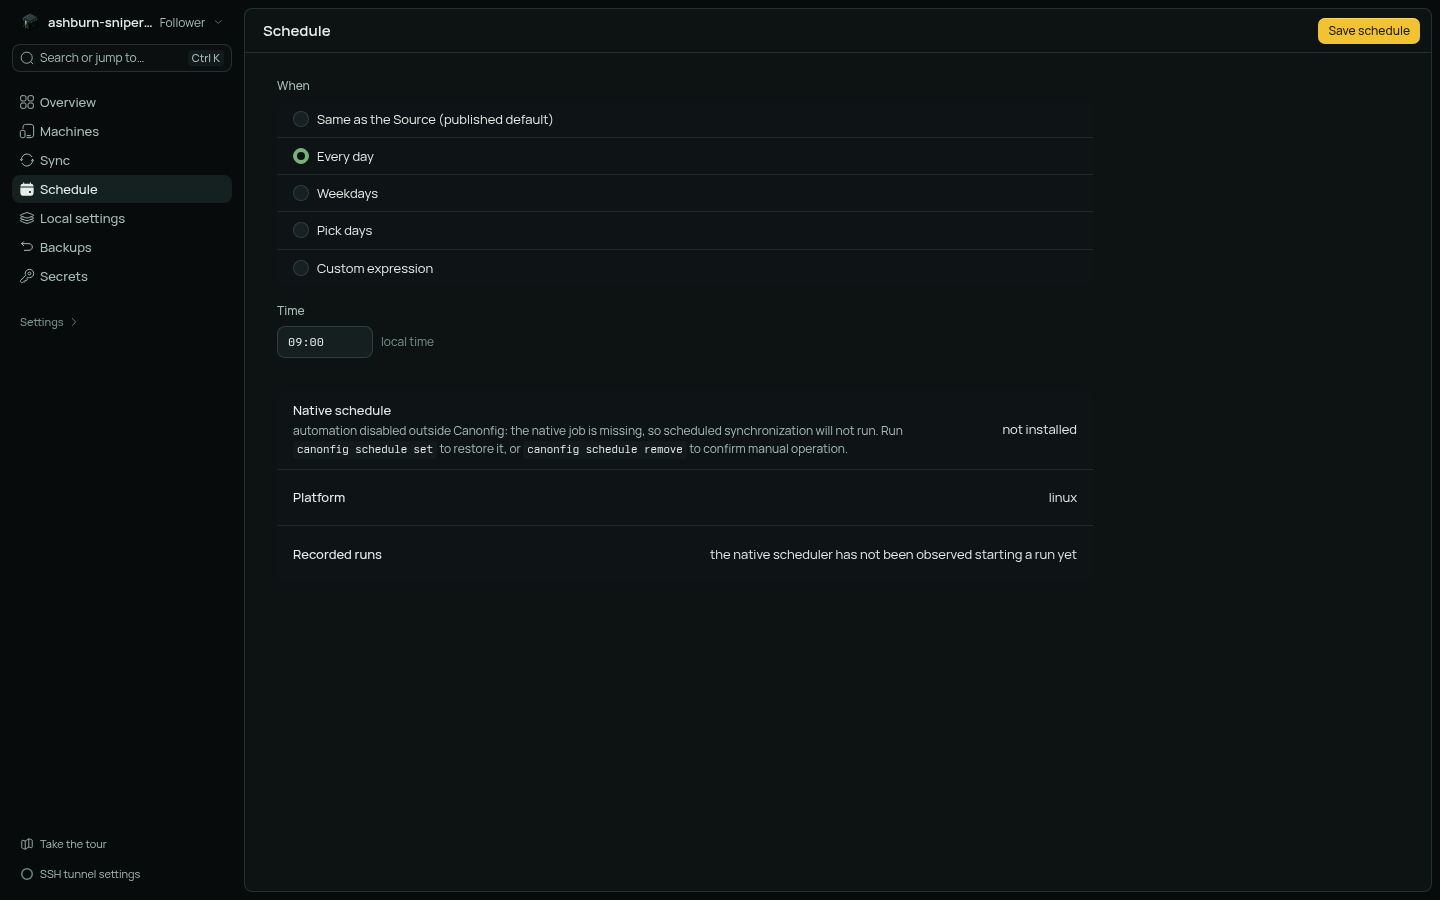 ashburn-sniper... Follower
Search or jump to... Ctrl K
Overview
Machines
Sync
Schedule
Local settings
Backups
Secrets
Settings
Take the tour
SSH tunnel settings
Schedule
Save schedule
When
Same as the Source (published default)
Every day
Weekdays
Pick days
Custom expression
Time
09:00 local time
Native schedule
automation disabled outside Canonfig: the native job is missing, so scheduled synchronization will not run. Run
canonfig schedule set to restore it, or canonfig schedule remove to confirm manual operation.
not installed
Platform
linux
Recorded runs
the native scheduler has not been observed starting a run yet